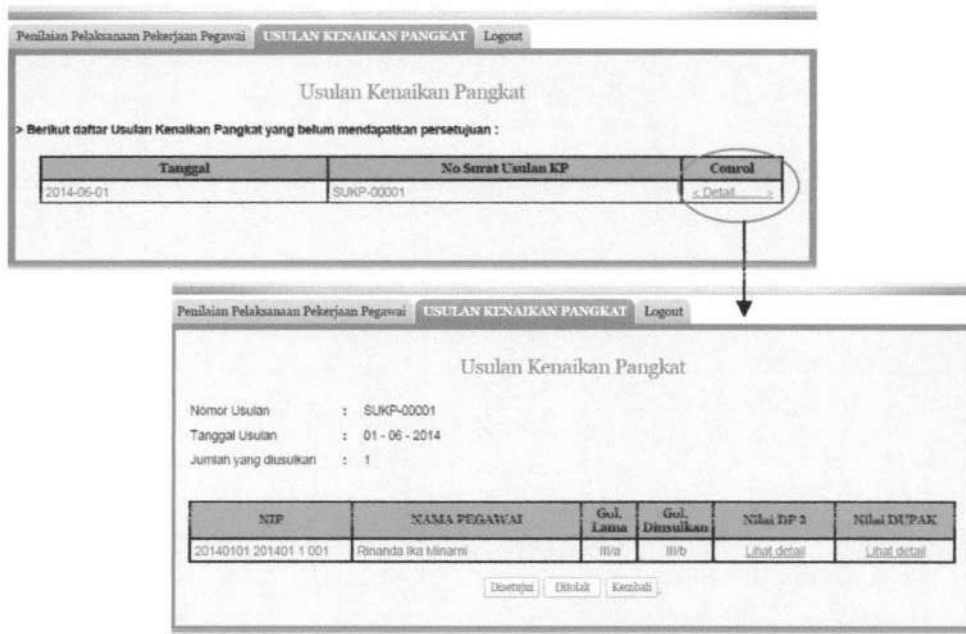 Penilaian Pelaksanaan Pekerjaan Pegawai USULAN KENAIKAN PANGKAT Logout
Usulan Kenaikan Pangkat
> Berikut daftar Usulan Kenaikan Pangkat yang belum mendapatkan persetujuan :
Tanggal No Surat Usulan KP Conrol
2014-06-01 SUKP-00001 < Detail........ >
Penilaian Pelaksanaan Pekerjaan Pegawai USULAN KENAIKAN PANGKAT Logout
Usulan Kenaikan Pangkat
Nomor Usulan : SUKP-00001
Tanggal Usulan : 01 - 06 - 2014
Jumlah yang diusulkan : 1
NIP NAMA PEGAWAI Gol. Lama Gol. Diusulkan Nilai DP 3 Nilai DUPAK
20140101 201401 1 001 Rinanda Ika Minarni III/a III/b Lihat detail Lihat detail
Disetujui Ditolak Kembali